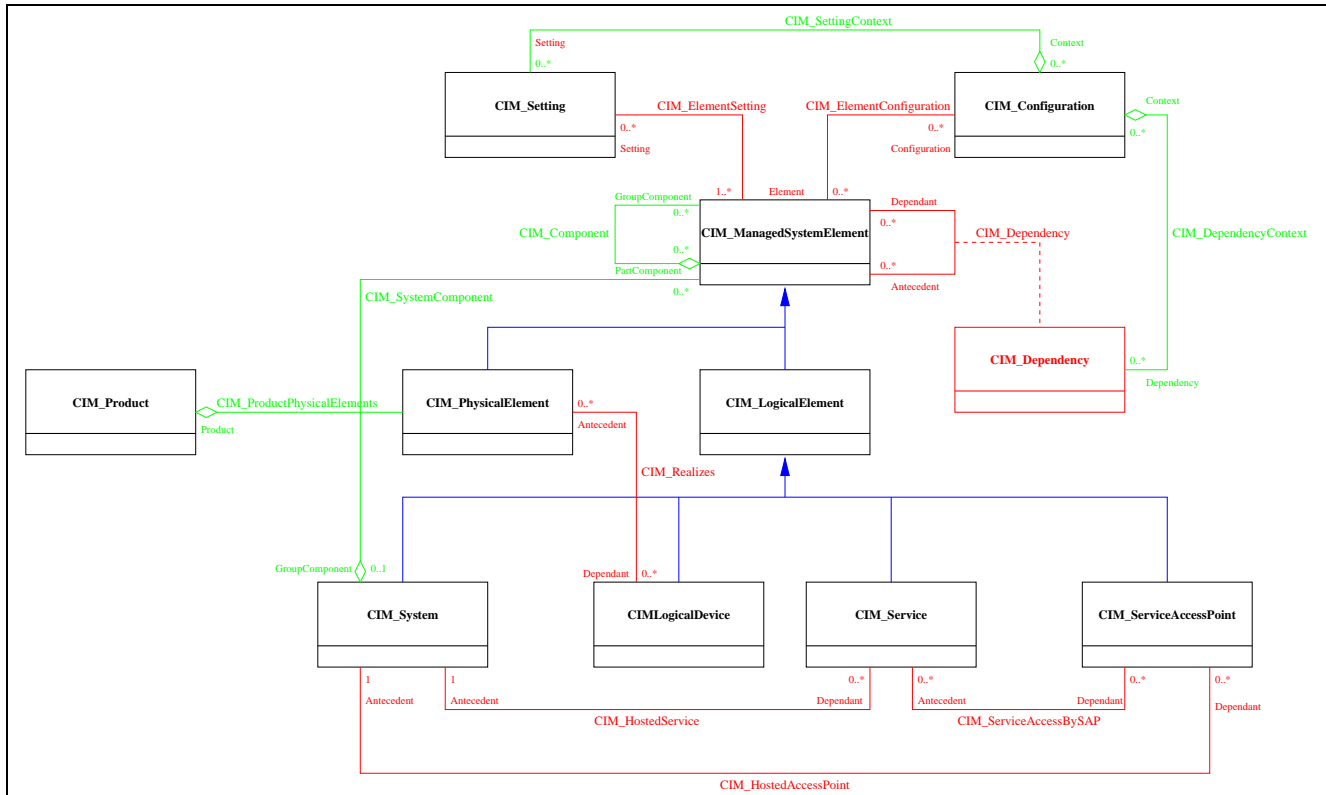 CIM_SettingContext
Setting
Context
0..*
0..*
CIM_Setting
CIM_ElementSetting
CIM_ElementConfiguration
CIM_Configuration
Context
0..*
0..*
0..*
Setting
Configuration
1..*
Element
0..*
GroupComponent
Dependant
0..*
0..*
CIM_Component
CIM_ManagedSystemElement
CIM_Dependency
CIM_DependencyContext
0..*
0..*
PartComponent
Antecedent
CIM_SystemComponent
0..*
CIM_Dependency
0..*
Dependency
CIM_Product
CIM_ProductPhysicalElements
CIM_PhysicalElement
0..*
CIM_LogicalElement
Product
Antecedent
CIM_Realizes
GroupComponent
0..1
Dependant
0..*
CIM_System
CIMLogicalDevice
CIM_Service
CIM_ServiceAccessPoint
1
1
0..*
0..*
0..*
0..*
Antecedent
Antecedent
Dependant
Antecedent
Dependant
Dependant
CIM_HostedService
CIM_ServiceAccessBySAP
CIM_HostedAccessPoint